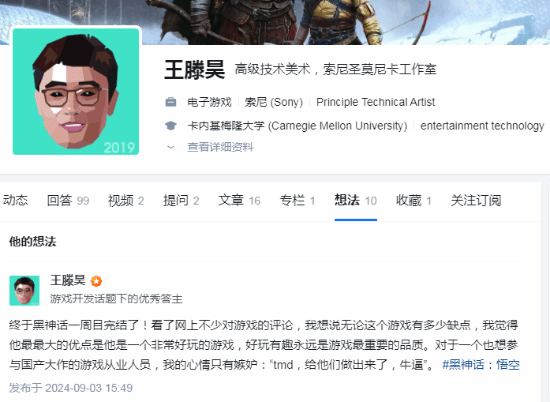 王滕昊 高级技术美术，索尼圣莫尼卡工作室
电子游戏 索尼 (Sony) Principle Technical Artist
卡内基梅隆大学 (Carnegie Mellon University) entertainment technology
查看详细资料
2019
动态 回答 99 视频 2 提问 2 文章 16 专栏 1 想法 10 收藏 1 关注订阅
他的想法
王滕昊
游戏开发话题下的优秀答主
终于黑神话一周目完结了！看了网上不少对游戏的评论，我想说无论这个游戏有多少缺点，我觉得
他最最大的优点是他是一个非常好玩的游戏，好玩有趣永远是游戏最重要的品质。对于一个也想参
与国产大作的游戏从业人员，我的心情只有嫉妒：“tmd，给他们做出来了，牛逼”。 #黑神话：悟空
发布于 2024-09-03 15:49